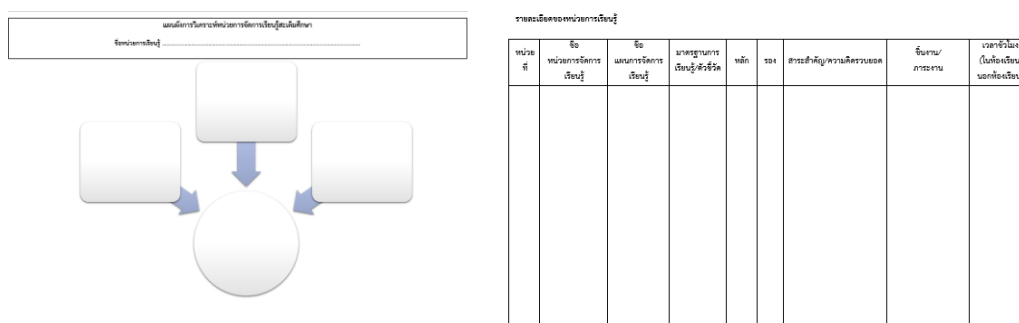 แผนผังการวิเคราะห์หน่วยการจัดการเรียนรู้สะเต็มศึกษา
ชื่อหน่วยการเรียนรู้ ............................................................
รายละเอียดของหน่วยการเรียนรู้
หน่วย
ที่
ชื่อ
หน่วยการจัดการ
เรียนรู้
ชื่อ
แผนการจัดการ
เรียนรู้
มาตรฐานการ
เรียนรู้/ตัวชี้วัด
หลัก
รอง
สาระสำคัญ/ความคิดรวบยอด
ชิ้นงาน/
ภาระงาน
เวลาชั่วโมง
(ในห้องเรียน
นอกห้องเรียน